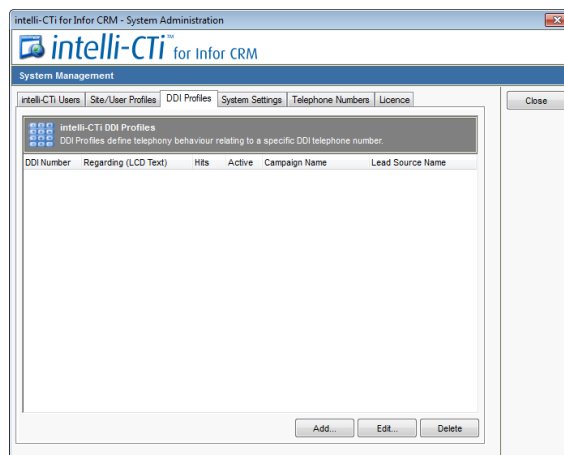 intelli-CTi for Infor CRM - System Administration
intelli-CTi™ for Infor CRM
System Management
intelli-CTi Users Site/User Profiles DDI Profiles System Settings Telephone Numbers Licence Close
intelli-CTi DDI Profiles
DDI Profiles define telephony behaviour relating to a specific DDI telephone number.
DDI Number Regarding (LCD Text) Hits Active Campaign Name Lead Source Name
Add... Edit... Delete